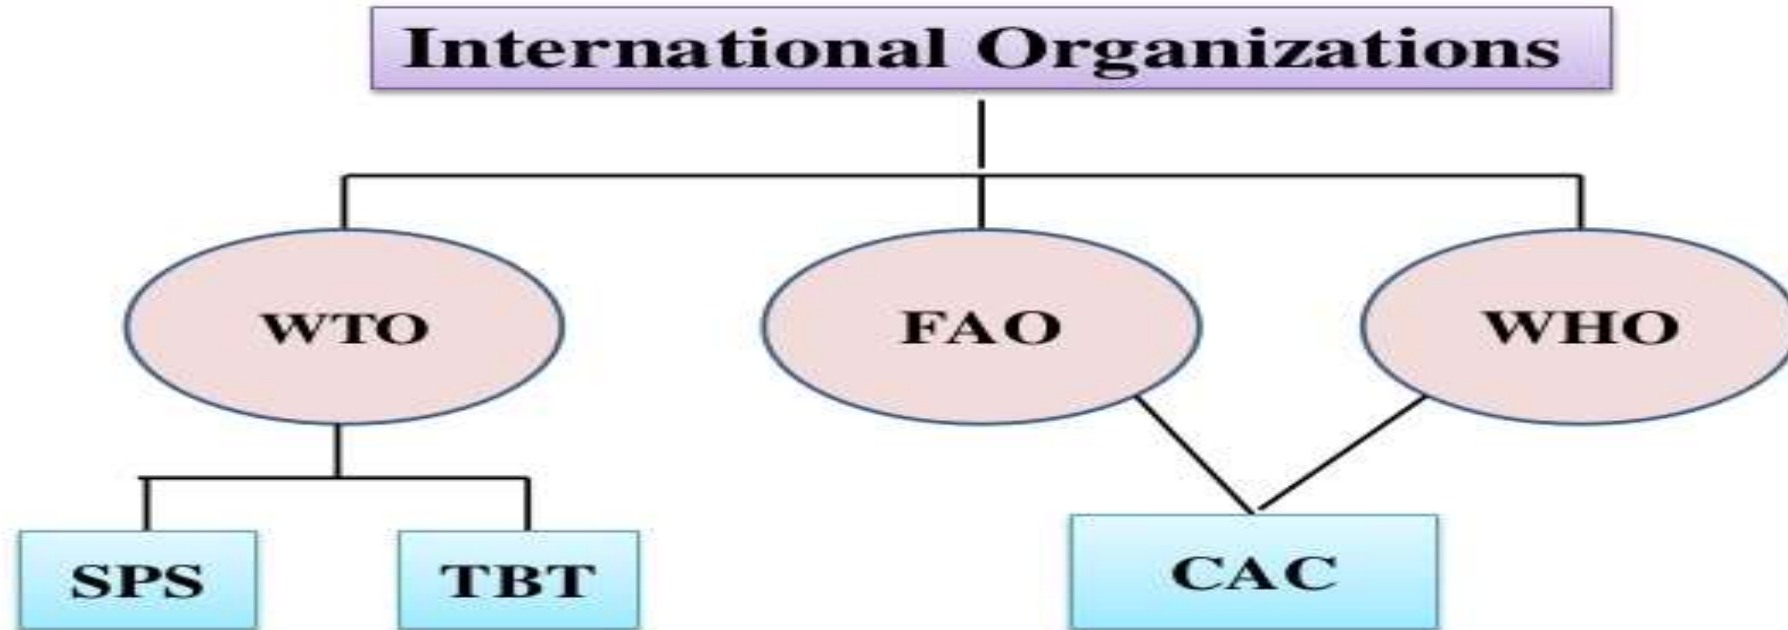 International Organizations
WTO
FAO
WHO
SPS
TBT
CAC